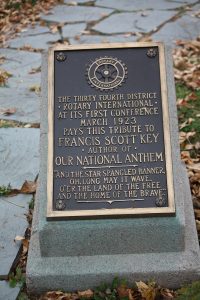 THE THIRTY FOURTH DISTRICT
· ROTARY INTERNATIONAL ·
AT ITS FIRST CONFERENCE
MARCH 1923
PAYS THIS TRIBUTE TO
FRANCIS SCOTT KEY
· AUTHOR OF ·
OUR NATIONAL ANTHEM
"AND THE STAR SPANGLED BANNER,
OH, LONG MAY IT WAVE,
O'ER THE LAND OF THE FREE
AND THE HOME OF THE BRAVE."